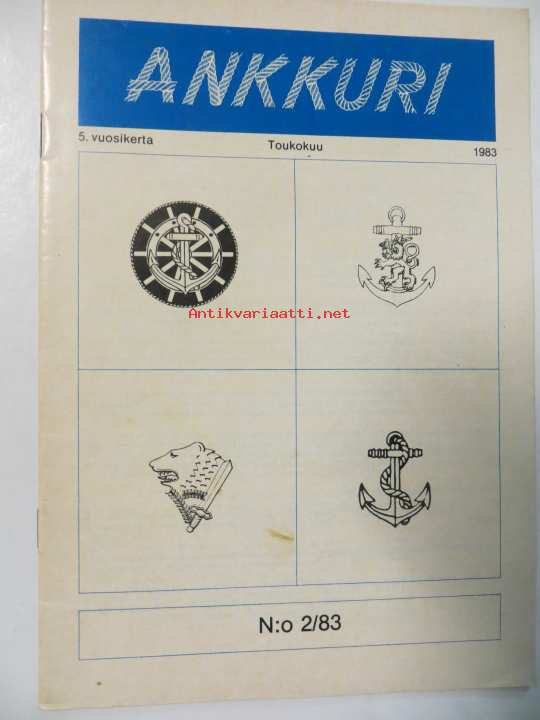 ANKKURI
5. vuosikerta Toukokuu 1983
Antikvariaatti.net
N:o 2/83